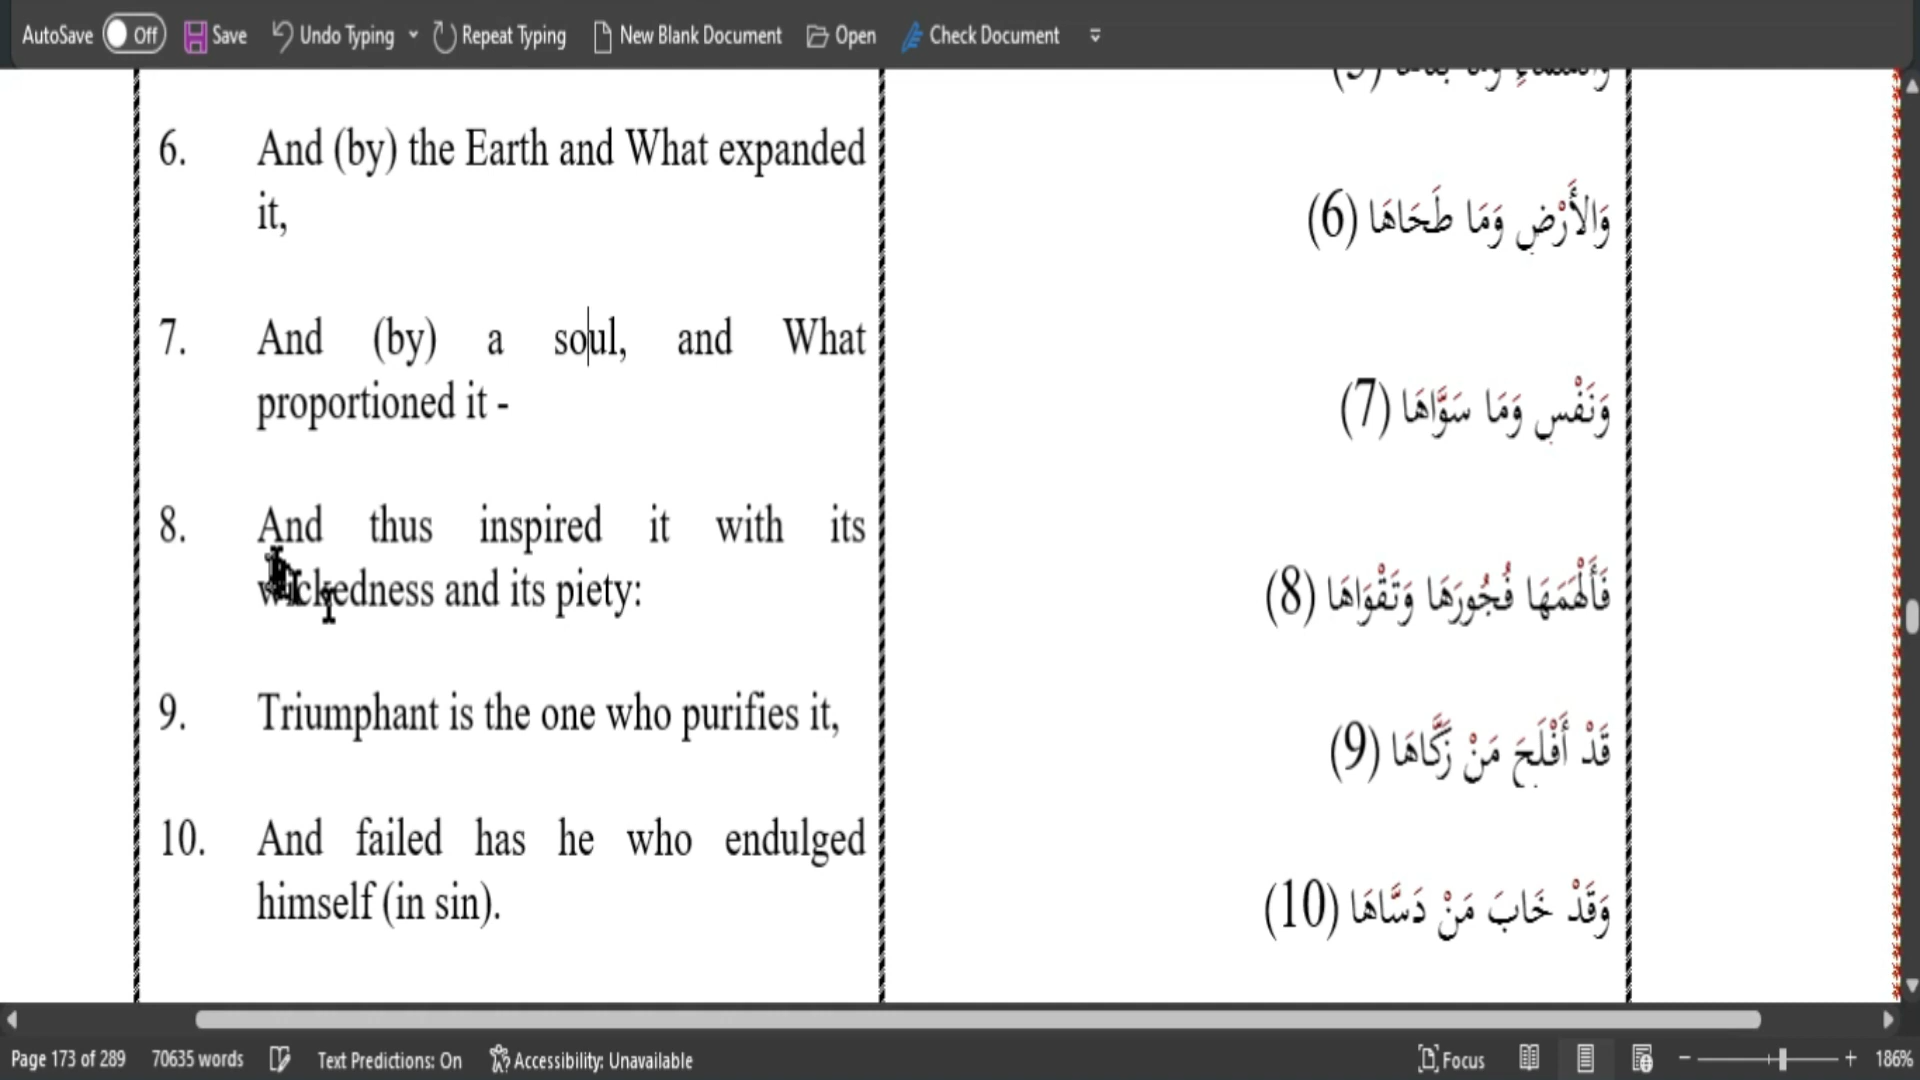 AutoSave Off Save Undo Typing Repeat Typing New Blank Document Open Check Document
6. And (by) the Earth and What expanded
it,
وَالأَرْضِ وَمَا طَحَاهَا (6)
7. And (by) a soul, and What
proportioned it -
وَنَفْسٍ وَمَا سَوَّاهَا (7)
8. And thus inspired it with its
wickedness and its piety:
فَأَلْهَمَهَا فُجُورَهَا وَتَقْوَاهَا (8)
9. Triumphant is the one who purifies it,
قَدْ أَفْلَحَ مَنْ زَكَّاهَا (9)
10. And failed has he who endulged
himself (in sin).
وَقَدْ خَابَ مَنْ دَسَّاهَا (10)
Page 173 of 289 70635 words Text Predictions: On Accessibility: Unavailable Focus 186%